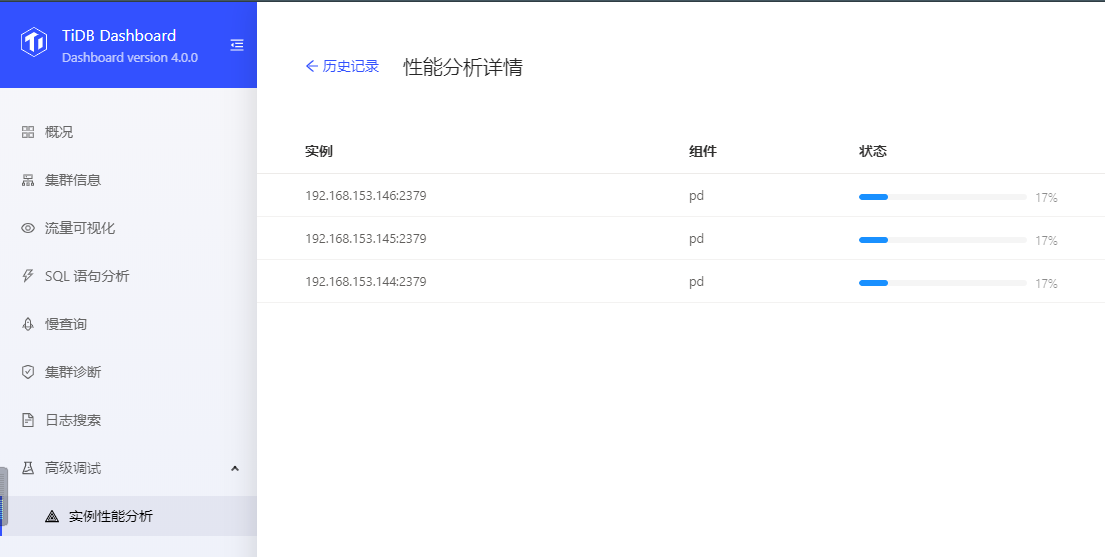 TiDB Dashboard
Dashboard version 4.0.0
概况
集群信息
流量可视化
SQL 语句分析
慢查询
集群诊断
日志搜索
高级调试
实例性能分析
历史记录 性能分析详情
实例 组件 状态
192.168.153.146:2379 pd 17%
192.168.153.145:2379 pd 17%
192.168.153.144:2379 pd 17%